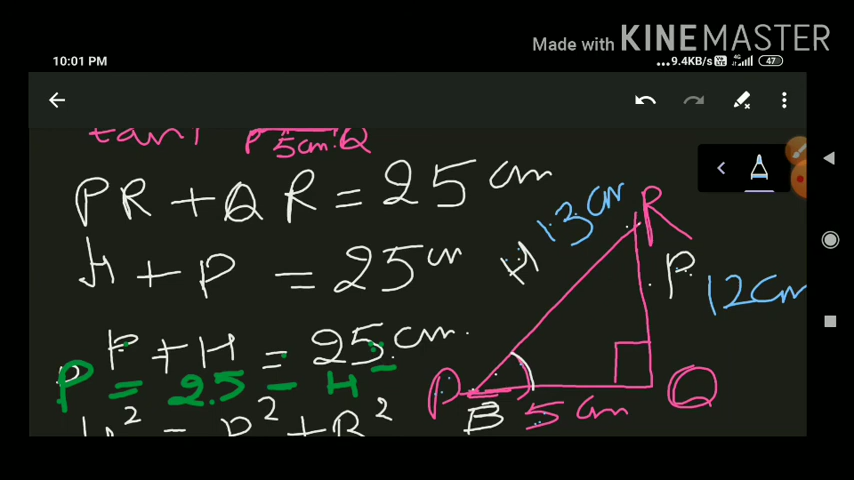 Made with KINEMASTER
10:01 PM
...9.4KB/s 4G 47
tan P
P 5cm Q
PR + QR = 25 cm
H + P = 25 cm
P + H = 25 cm
P = 25 - H
H² = P² + B²
R
13 cm
H
P
12 cm
P
B
5 cm
Q